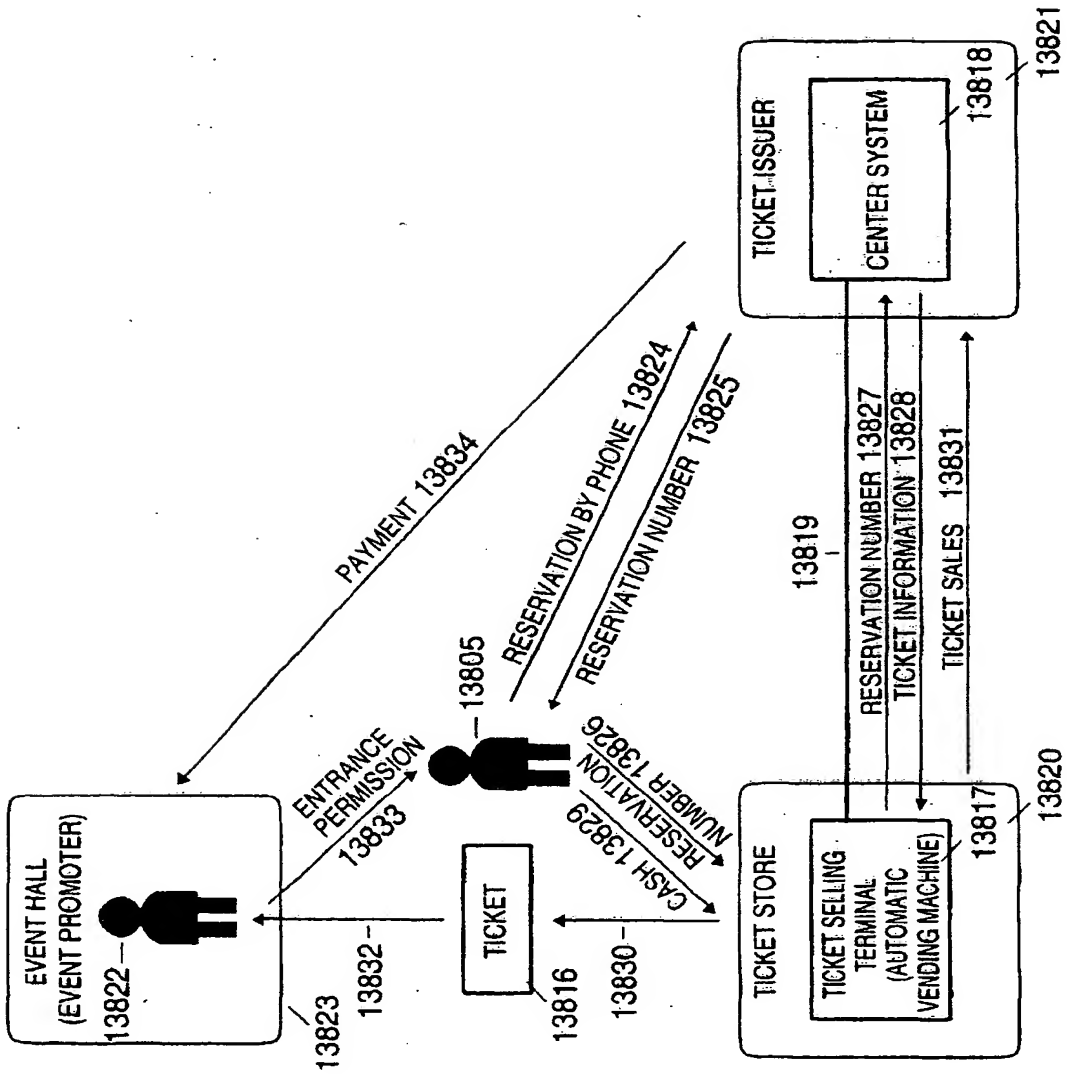 EVENT HALL
(EVENT PROMOTER)
13822
13823
ENTRANCE
PERMISSION
13833
13832
PAYMENT 13834
13805
RESERVATION BY PHONE 13824
RESERVATION NUMBER 13825
TICKET
13816
13830
CASH 13829
RESERVATION
NUMBER 13826
TICKET STORE
TICKET SELLING
TERMINAL
(AUTOMATIC
VENDING MACHINE)
13817
13820
13819
RESERVATION NUMBER 13827
TICKET INFORMATION 13828
TICKET SALES 13831
TICKET ISSUER
CENTER SYSTEM
13818
13821